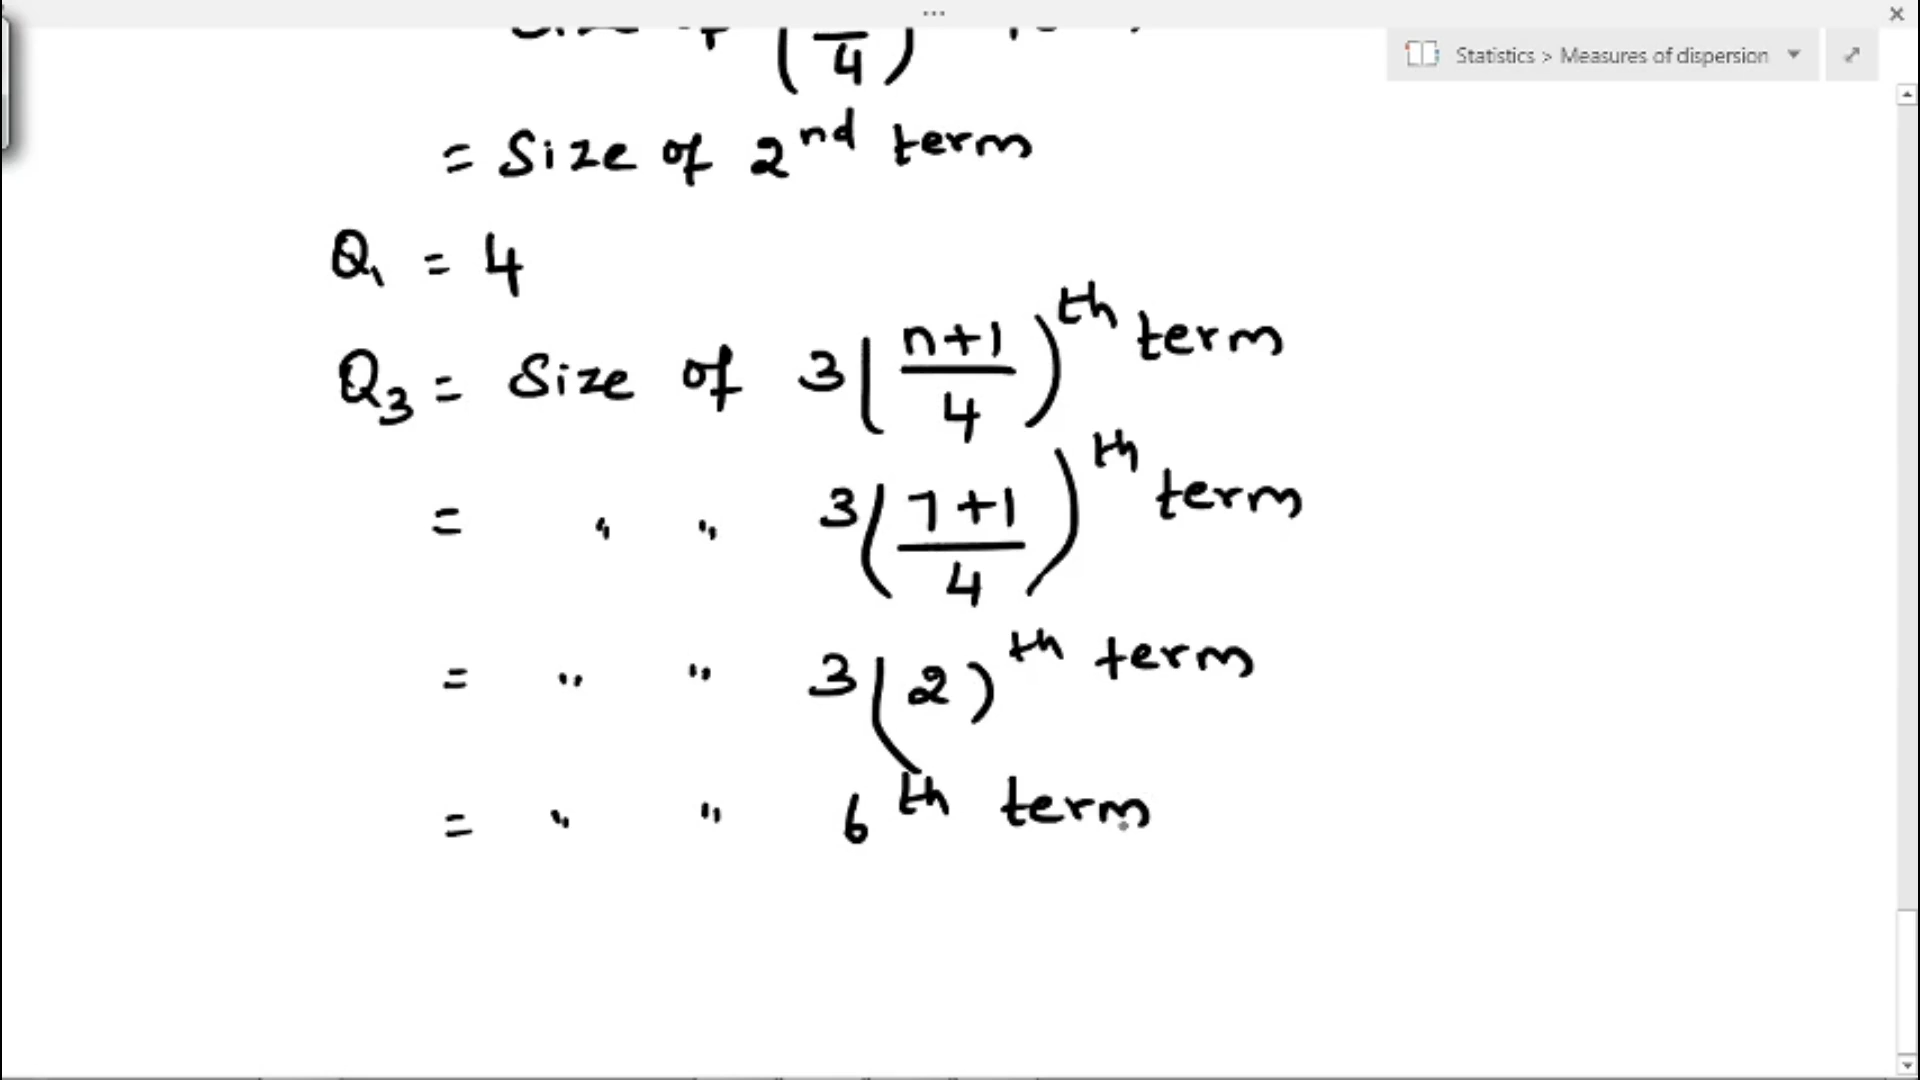 Statistics > Measures of dispersion
4
= Size of 2nd term
Q1 = 4
Q3 = Size of 3(n+1/4)th term
= " " 3(7+1/4)th term
= " " 3(2)th term
= " " 6th term